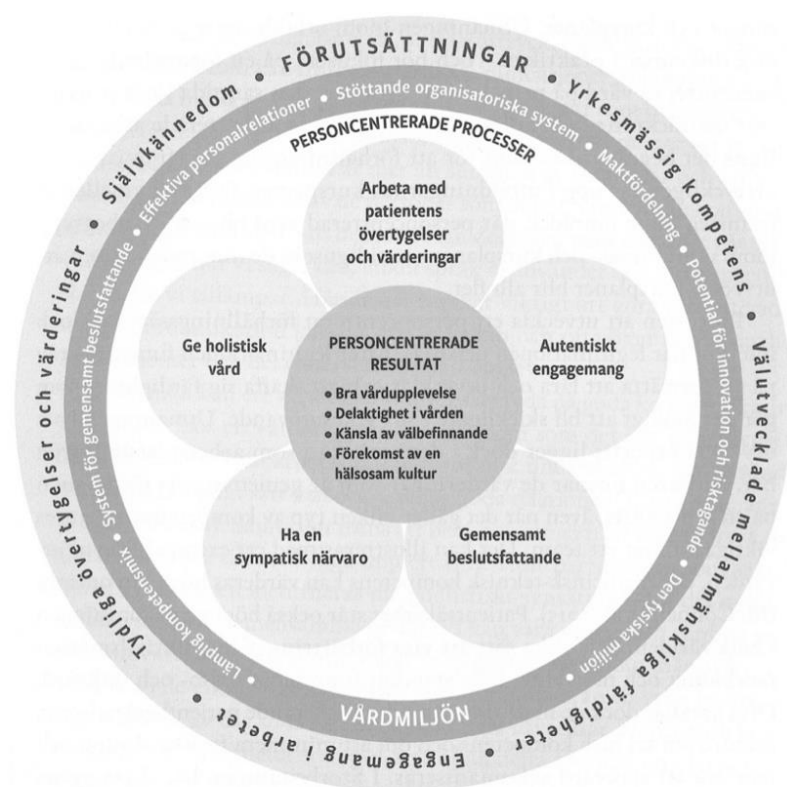 • FÖRUTSÄTTNINGAR •
Yrkesmässig kompetens •
Välutvecklade mellanmänskliga färdigheter •
Engagemang i arbetet •
Tydliga övertygelser och värderingar •
Självkännedom
Stöttande organisatoriska system •
Maktfördelning •
Potential för innovation och risktagande •
Den fysiska miljön •
VÅRDMILJÖN
• Lämplig kompetensmix •
System för gemensamt beslutsfattande •
Effektiva personalrelationer •
PERSONCENTRERADE PROCESSER
Arbeta med
patientens
övertygelser
och värderingar
Ge holistisk
vård
PERSONCENTRERADE
RESULTAT
• Bra vårdupplevelse
• Delaktighet i vården
• Känsla av välbefinnande
• Förekomst av en
hälsosam kultur
Autentiskt
engagemang
Ha en
sympatisk närvaro
Gemensamt
beslutsfattande